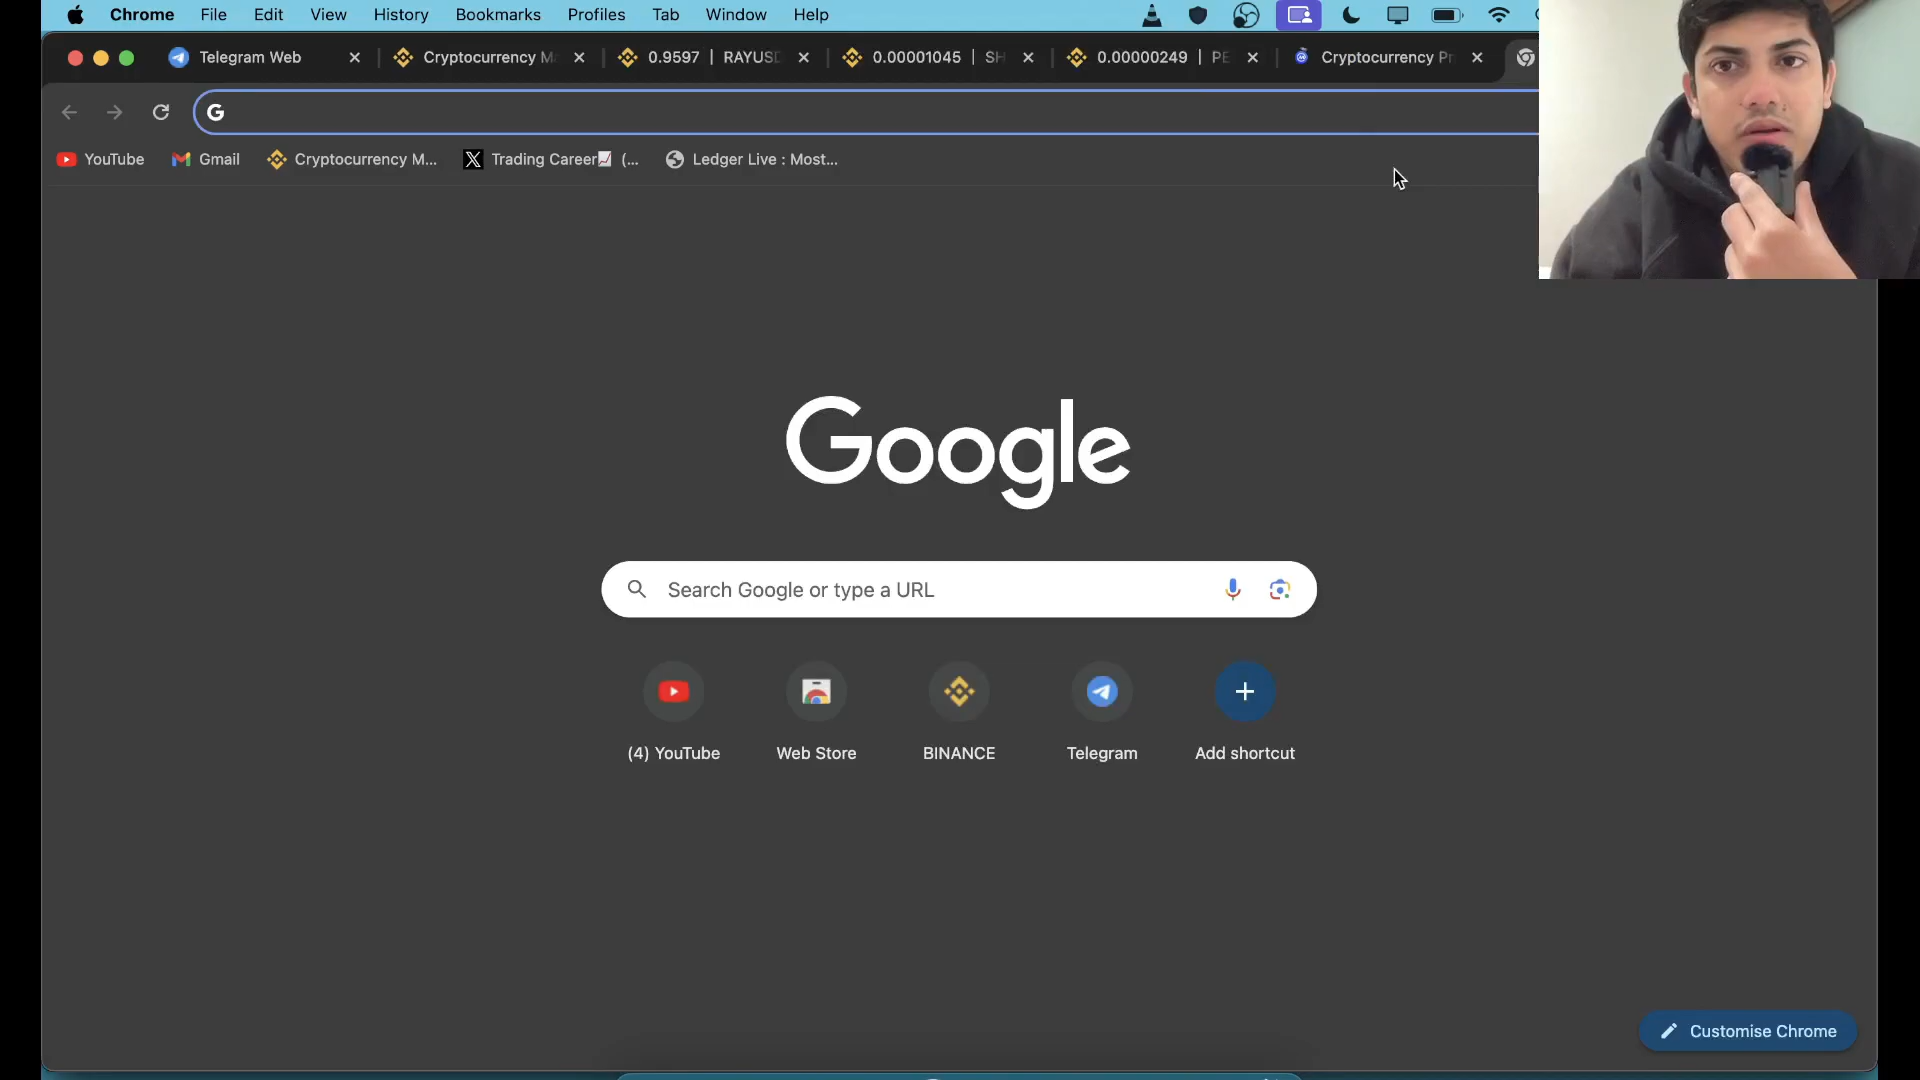 Chrome File Edit View History Bookmarks Profiles Tab Window Help
Telegram Web Cryptocurrency M 0.9597 | RAYUSD 0.00001045 | SH 0.00000249 | PE Cryptocurrency Pr
YouTube Gmail Cryptocurrency M... Trading Career📈 (... Ledger Live : Most...
Google
Search Google or type a URL
(4) YouTube Web Store BINANCE Telegram Add shortcut
Customise Chrome